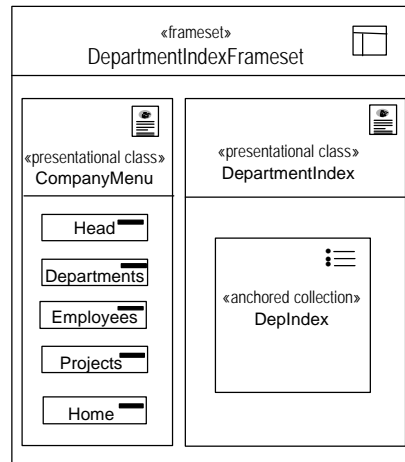 «frameset»
DepartmentIndexFrameset
«presentational class»
CompanyMenu
Head
Departments
Employees
Projects
Home
«presentational class»
DepartmentIndex
«anchored collection»
DepIndex